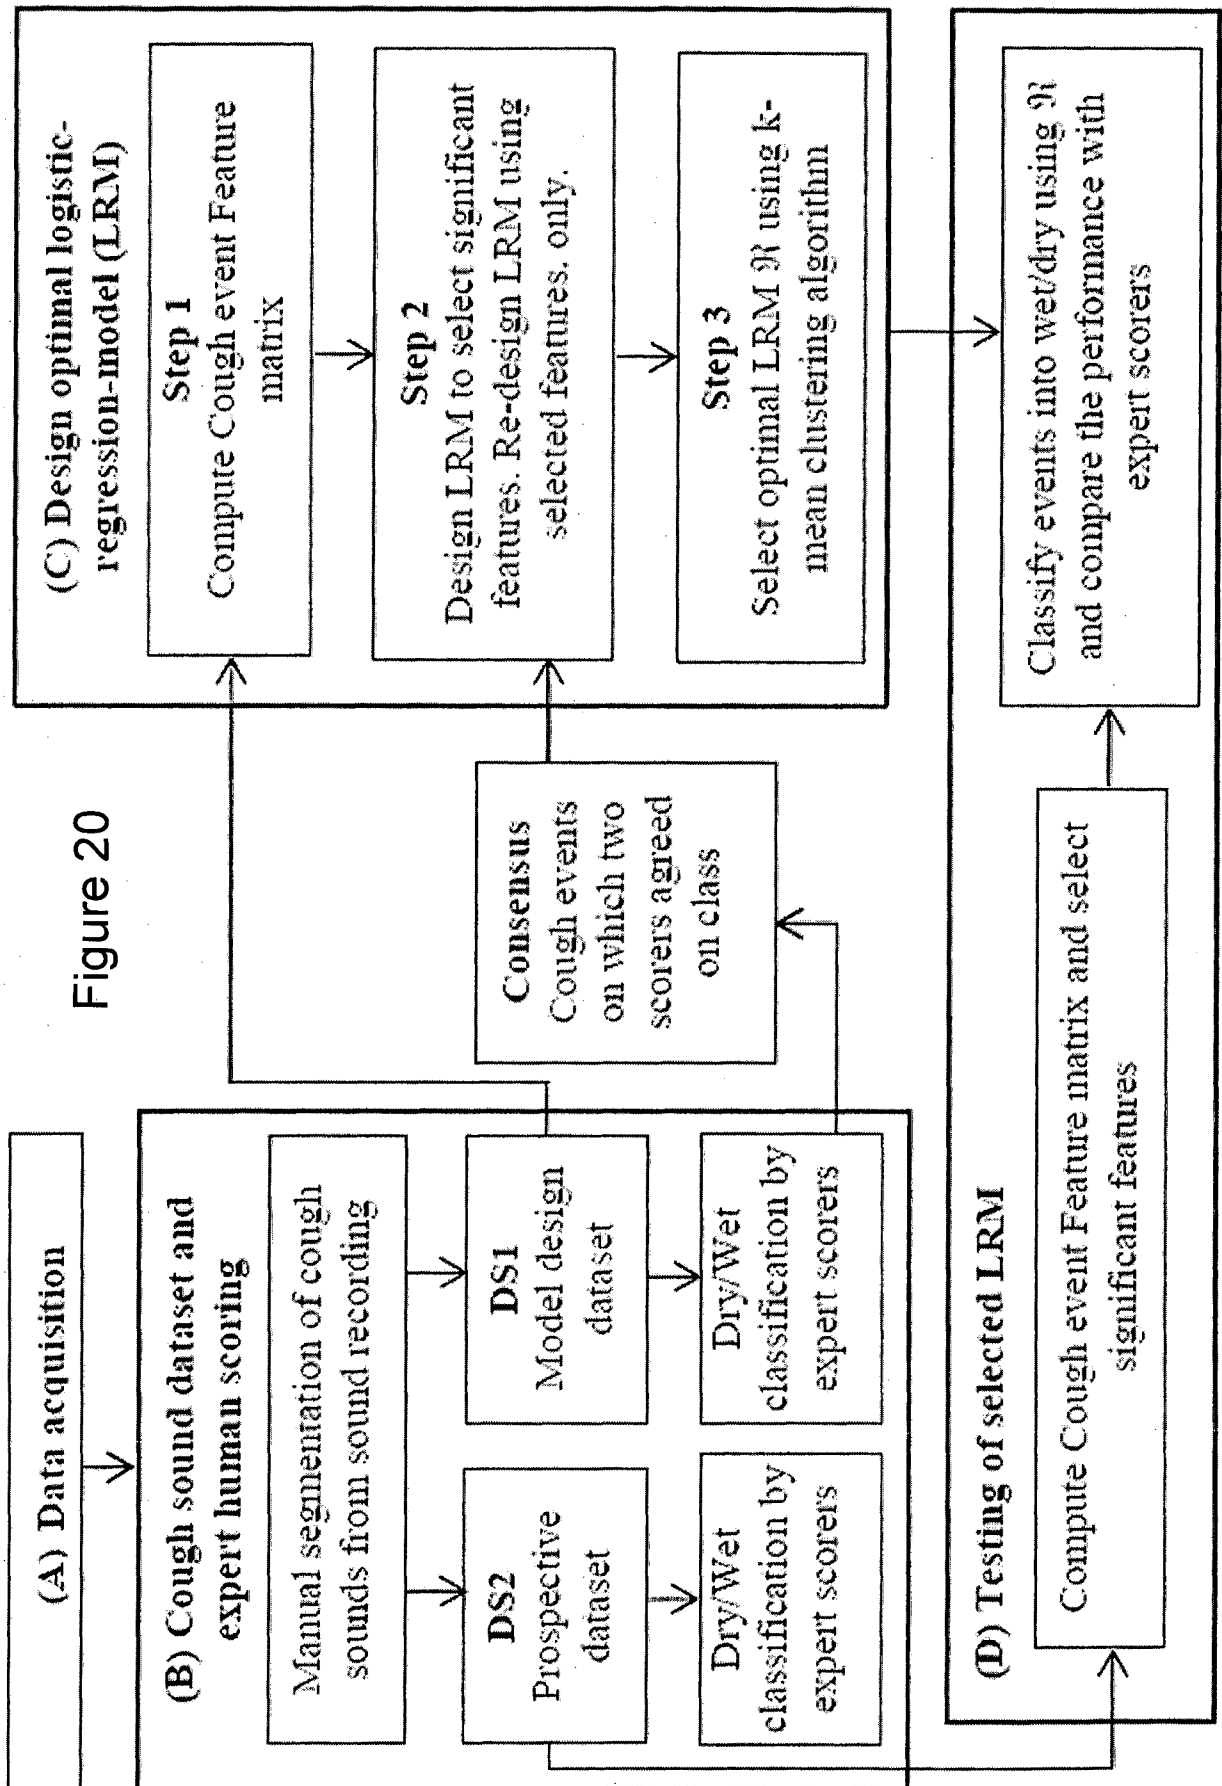 Figure 20
(A) Data acquisition
(B) Cough sound dataset and
expert human scoring
Manual segmentation of cough
sounds from sound recording
DS2
Prospective
dataset
DS1
Model design
dataset
Dry/Wet
classification by
expert scorers
Dry/Wet
classification by
expert scorers
Consensus
Cough events
on which two
scorers agreed
on class
(C) Design optimal logistic-
regression-model (LRM)
Step 1
Compute Cough event Feature
matrix
Step 2
Design LRM to select significant
features. Re-design LRM using
selected features. only.
Step 3
Select optimal LRM ℜ using k-
mean clustering algorithm
(D) Testing of selected LRM
Compute Cough event Feature matrix and select
significant features
Classify events into wet/dry using ℜ
and compare the performance with
expert scorers